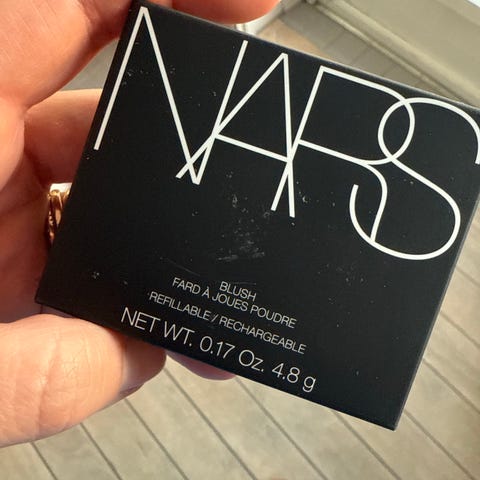 NARS
BLUSH
FARD À JOUES POUDRE
REFILLABLE / RECHARGEABLE
NET WT. 0.17 Oz. 4.8 g